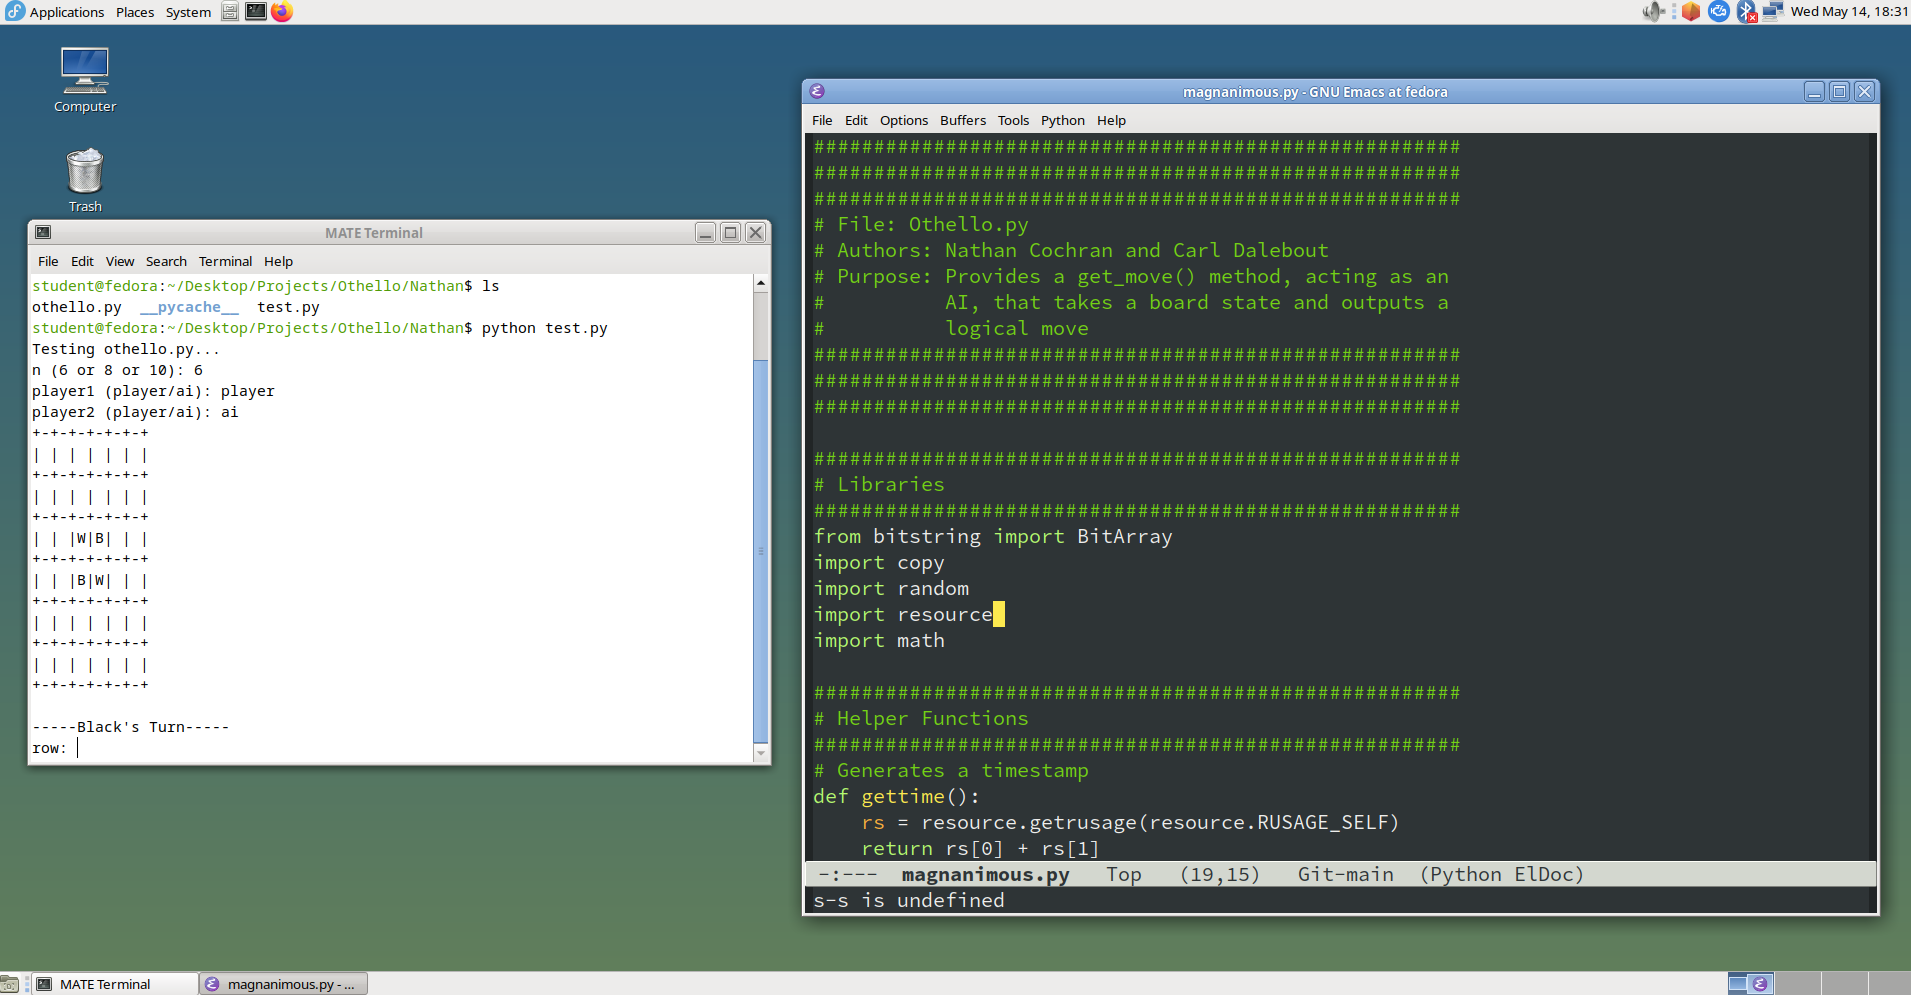 Applications Places System
Wed May 14, 18:31
Computer
Trash
MATE Terminal
File Edit View Search Terminal Help
student@fedora:~/Desktop/Projects/Othello/Nathan$ ls
othello.py  __pycache__  test.py
student@fedora:~/Desktop/Projects/Othello/Nathan$ python test.py
Testing othello.py...
n (6 or 8 or 10): 6
player1 (player/ai): player
player2 (player/ai): ai
+-+-+-+-+-+-+
| | | | | | |
+-+-+-+-+-+-+
| | | | | | |
+-+-+-+-+-+-+
| | |W|B| | |
+-+-+-+-+-+-+
| | |B|W| | |
+-+-+-+-+-+-+
| | | | | | |
+-+-+-+-+-+-+
| | | | | | |
+-+-+-+-+-+-+
-----Black's Turn-----
row:
magnanimous.py - GNU Emacs at fedora
File Edit Options Buffers Tools Python Help
######################################################
######################################################
######################################################
# File: Othello.py
# Authors: Nathan Cochran and Carl Dalebout
# Purpose: Provides a get_move() method, acting as an
#          AI, that takes a board state and outputs a
#          logical move
######################################################
######################################################
######################################################
######################################################
# Libraries
######################################################
from bitstring import BitArray
import copy
import random
import resource
import math
######################################################
# Helper Functions
######################################################
# Generates a timestamp
def gettime():
    rs = resource.getrusage(resource.RUSAGE_SELF)
    return rs[0] + rs[1]
-:---  magnanimous.py   Top   (19,15)   Git-main  (Python ElDoc)
s-s is undefined
MATE Terminal
magnanimous.py - ...